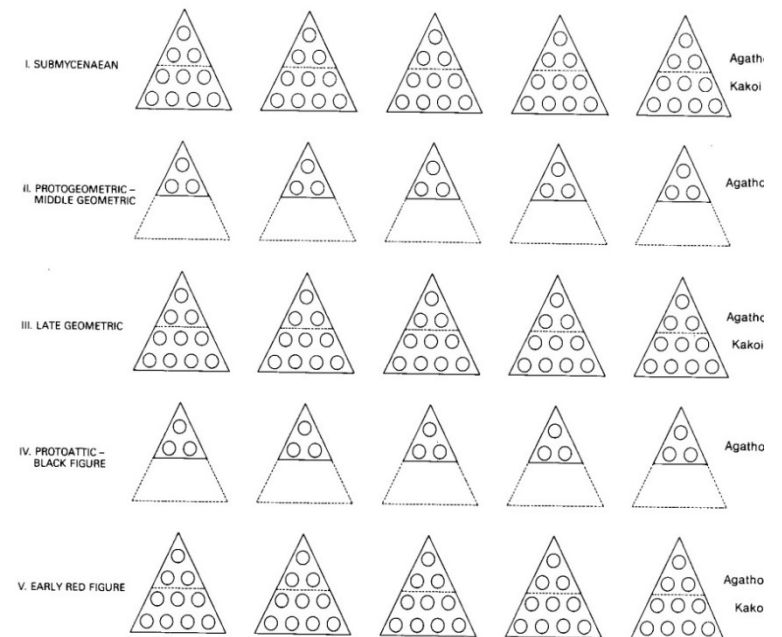 I. SUBMYCENAEAN
Agatho
Kakoi
II. PROTOGEOMETRIC –
MIDDLE GEOMETRIC
Agatho
III. LATE GEOMETRIC
Agatho
Kakoi
IV. PROTOATTIC –
BLACK FIGURE
Agatho
V. EARLY RED FIGURE
Agatho
Kako